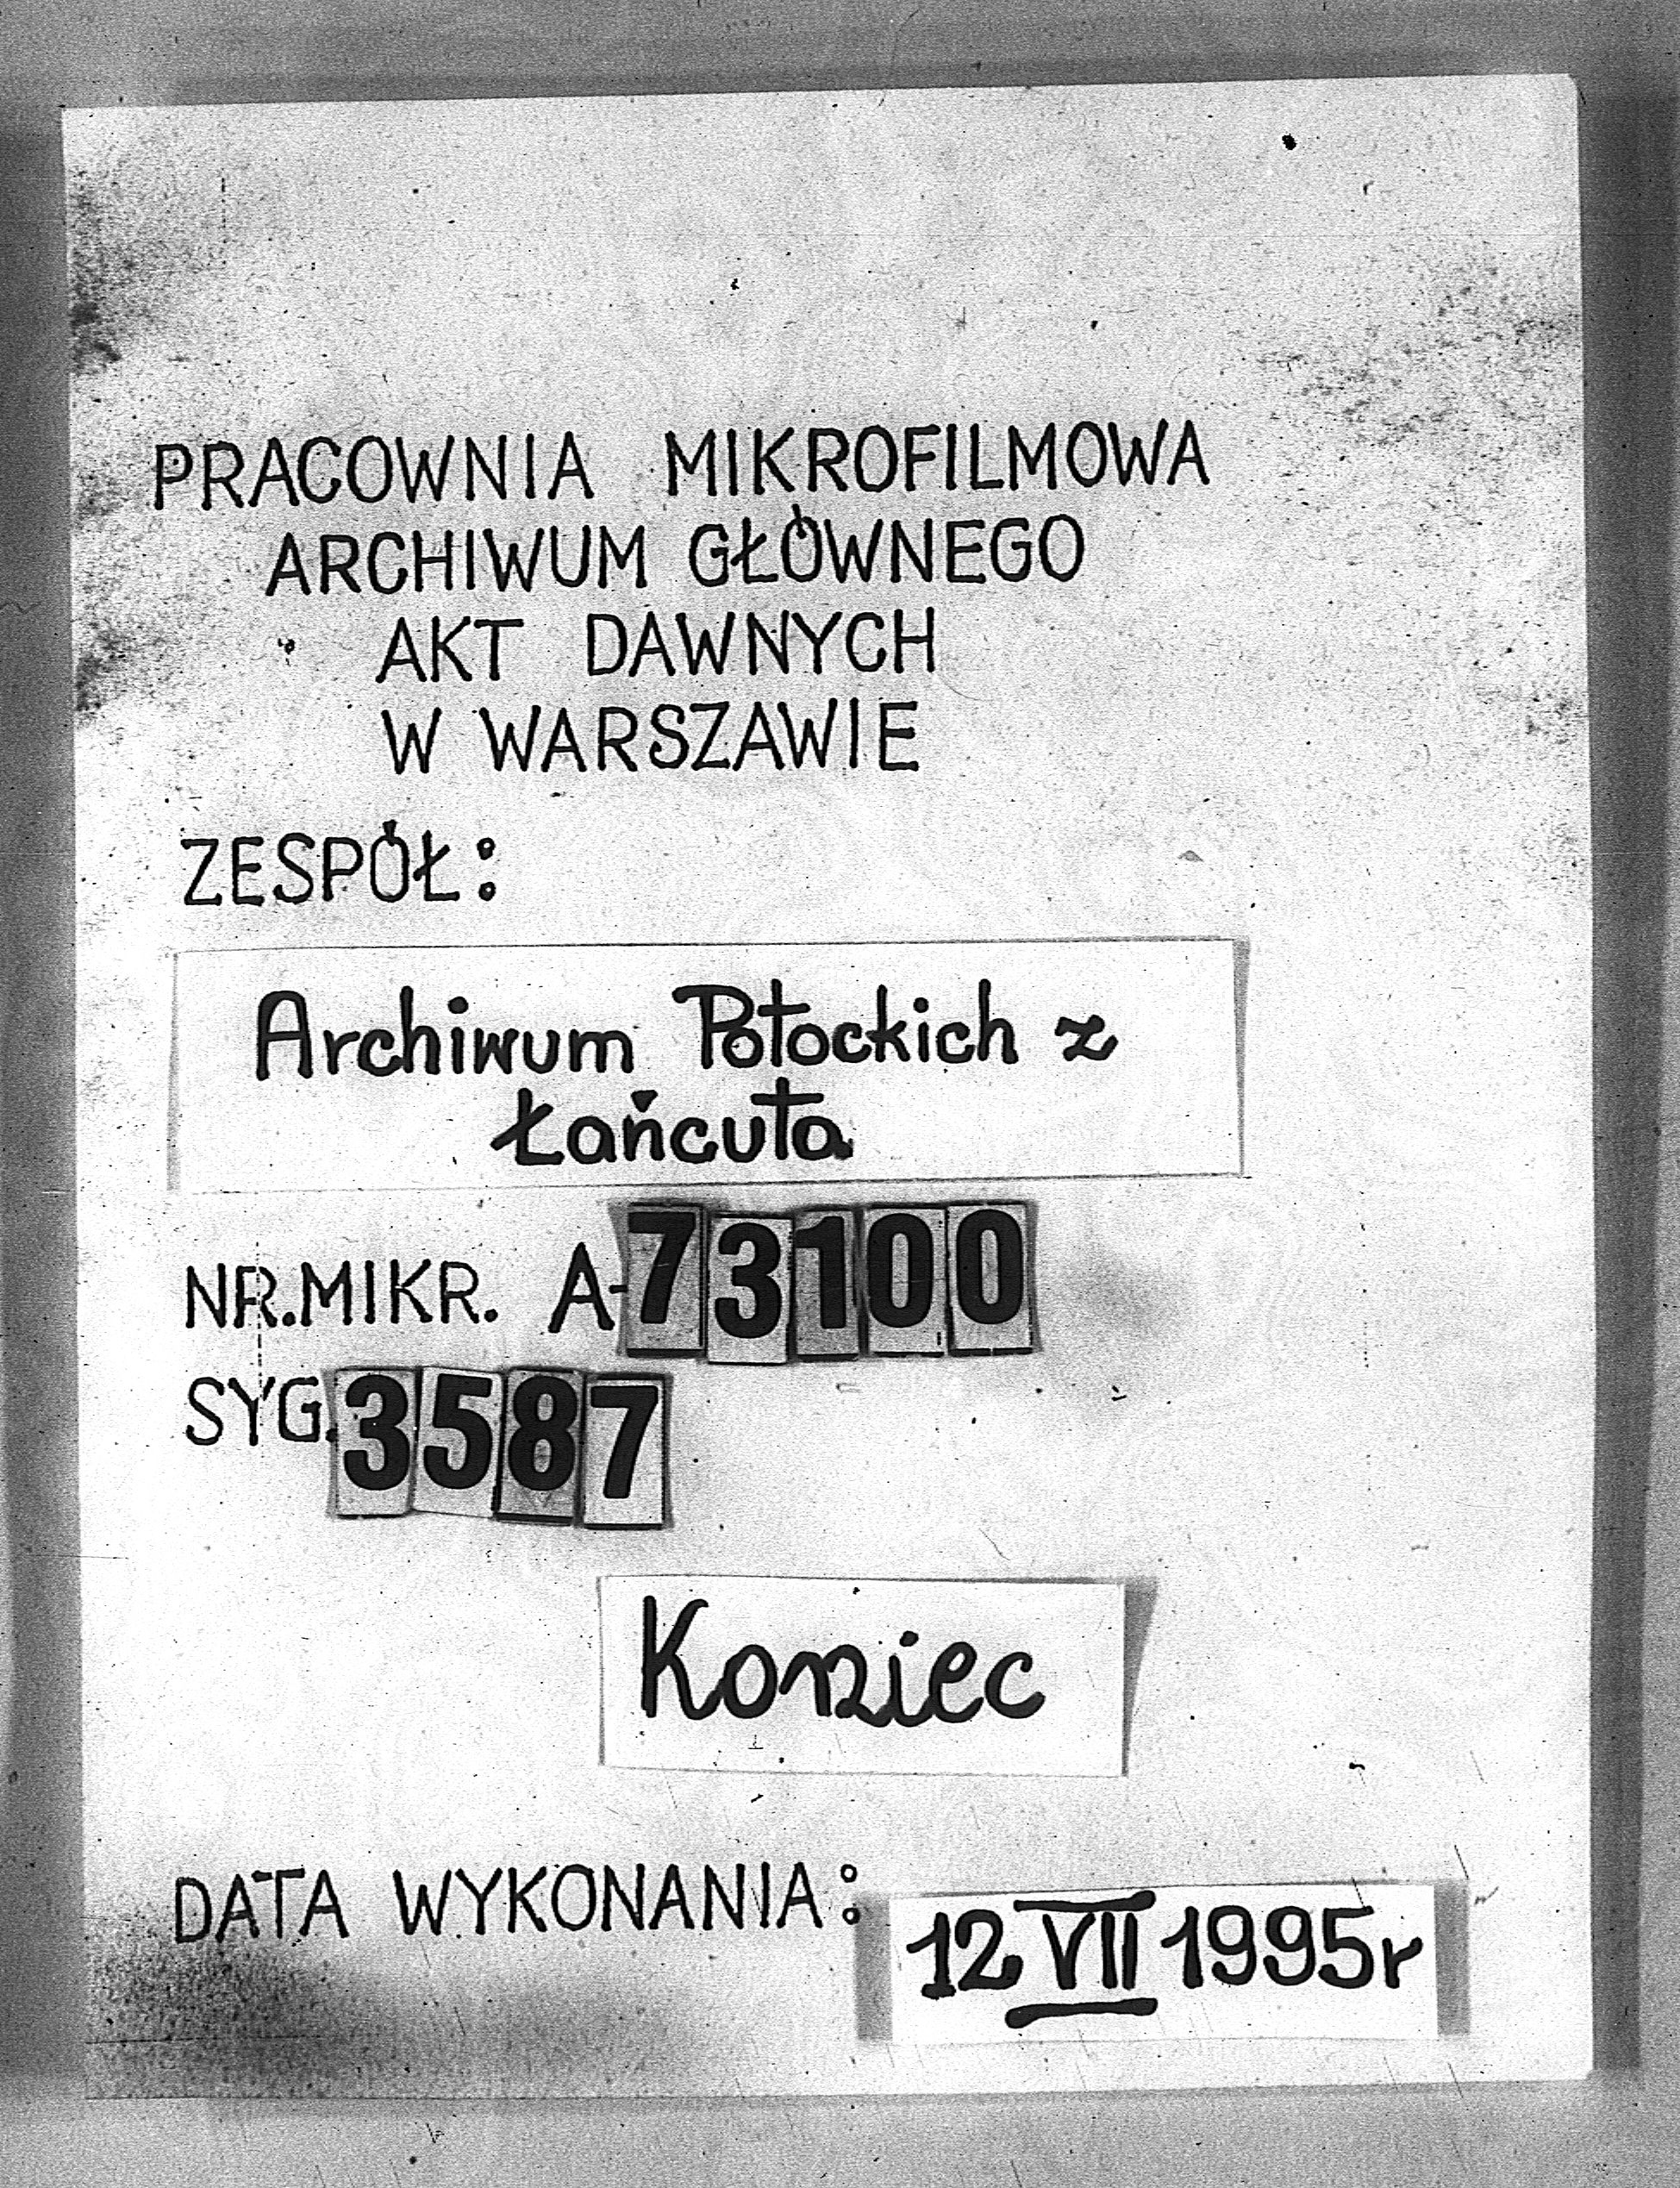 PRACOWNIA MIKROFILMOWA
ARCHIWUM GŁÓWNEGO
AKT DAWNYCH
W WARSZAWIE
ZESPÓŁ:
Archiwum Potockich z
Łańcuta
NR. MIKR. A-73100
SYG. 3587
Koniec
DATA WYKONANIA: 12 VII 1995r